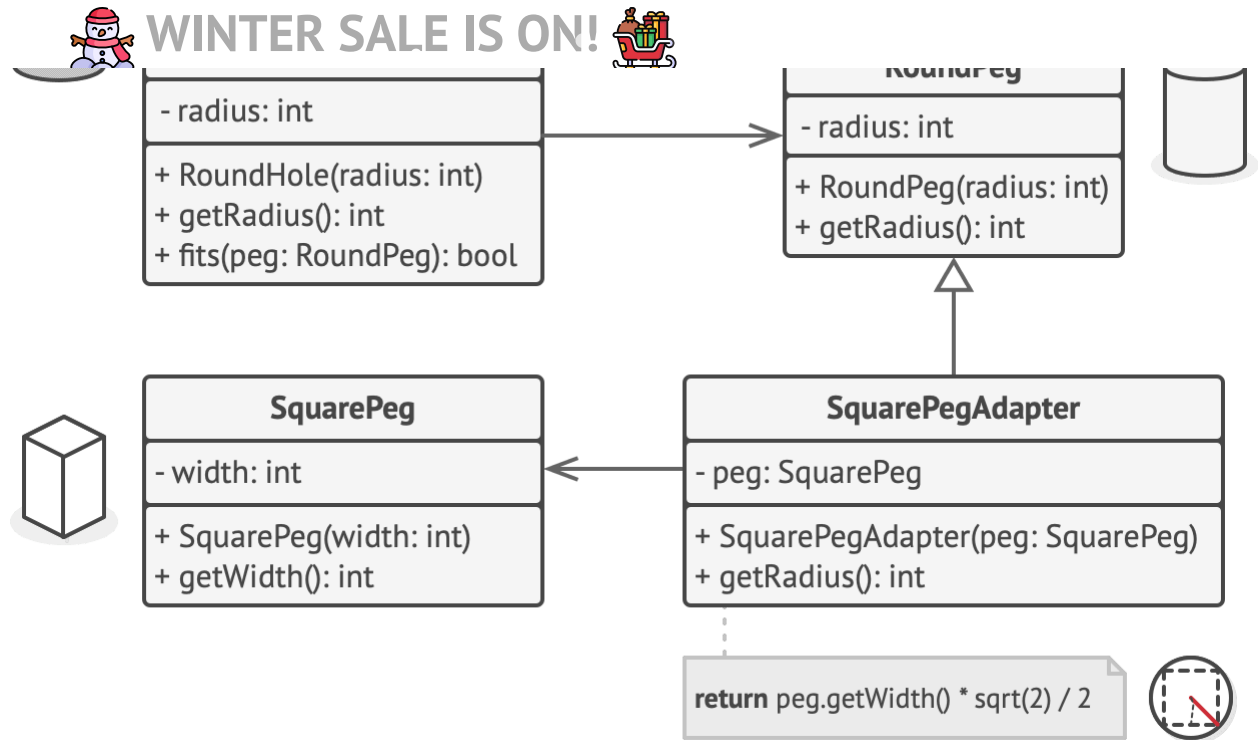 WINTER SALE IS ON!
- radius: int
+ RoundHole(radius: int)
+ getRadius(): int
+ fits(peg: RoundPeg): bool
RoundPeg
- radius: int
+ RoundPeg(radius: int)
+ getRadius(): int
SquarePeg
- width: int
+ SquarePeg(width: int)
+ getWidth(): int
SquarePegAdapter
- peg: SquarePeg
+ SquarePegAdapter(peg: SquarePeg)
+ getRadius(): int
return peg.getWidth() * sqrt(2) / 2